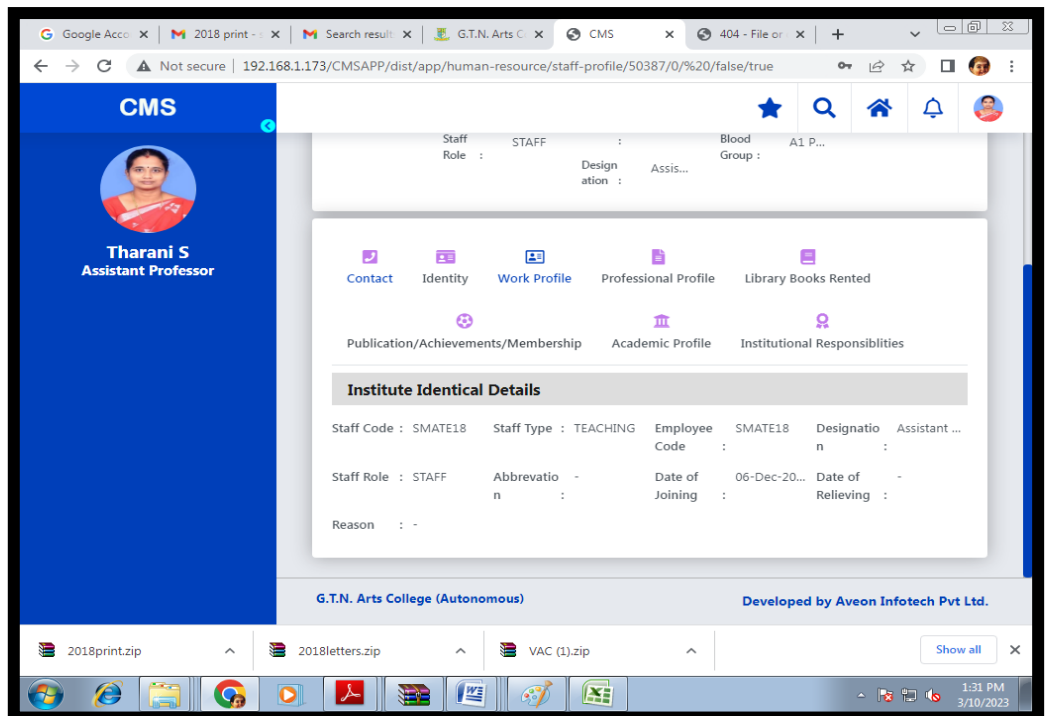 Google Acco
2018 print - s
Search result
G.T.N. Arts C
CMS
404 - File or
Not secure | 192.168.1.173/CMSAPP/dist/app/human-resource/staff-profile/50387/0/%20/false/true
CMS
Tharani S
Assistant Professor
Staff Role : STAFF
:
Blood Group : A1 P...
Designation : Assis...
Contact
Identity
Work Profile
Professional Profile
Library Books Rented
Publication/Achievements/Membership
Academic Profile
Institutional Responsiblities
Institute Identical Details
Staff Code : SMATE18
Staff Type : TEACHING
Employee Code : SMATE18
Designation : Assistant ...
Staff Role : STAFF
Abbrevation : -
Date of Joining : 06-Dec-20...
Date of Relieving : -
Reason : -
G.T.N. Arts College (Autonomous)
Developed by Aveon Infotech Pvt Ltd.
2018print.zip
2018letters.zip
VAC (1).zip
Show all
1:31 PM
3/10/2023